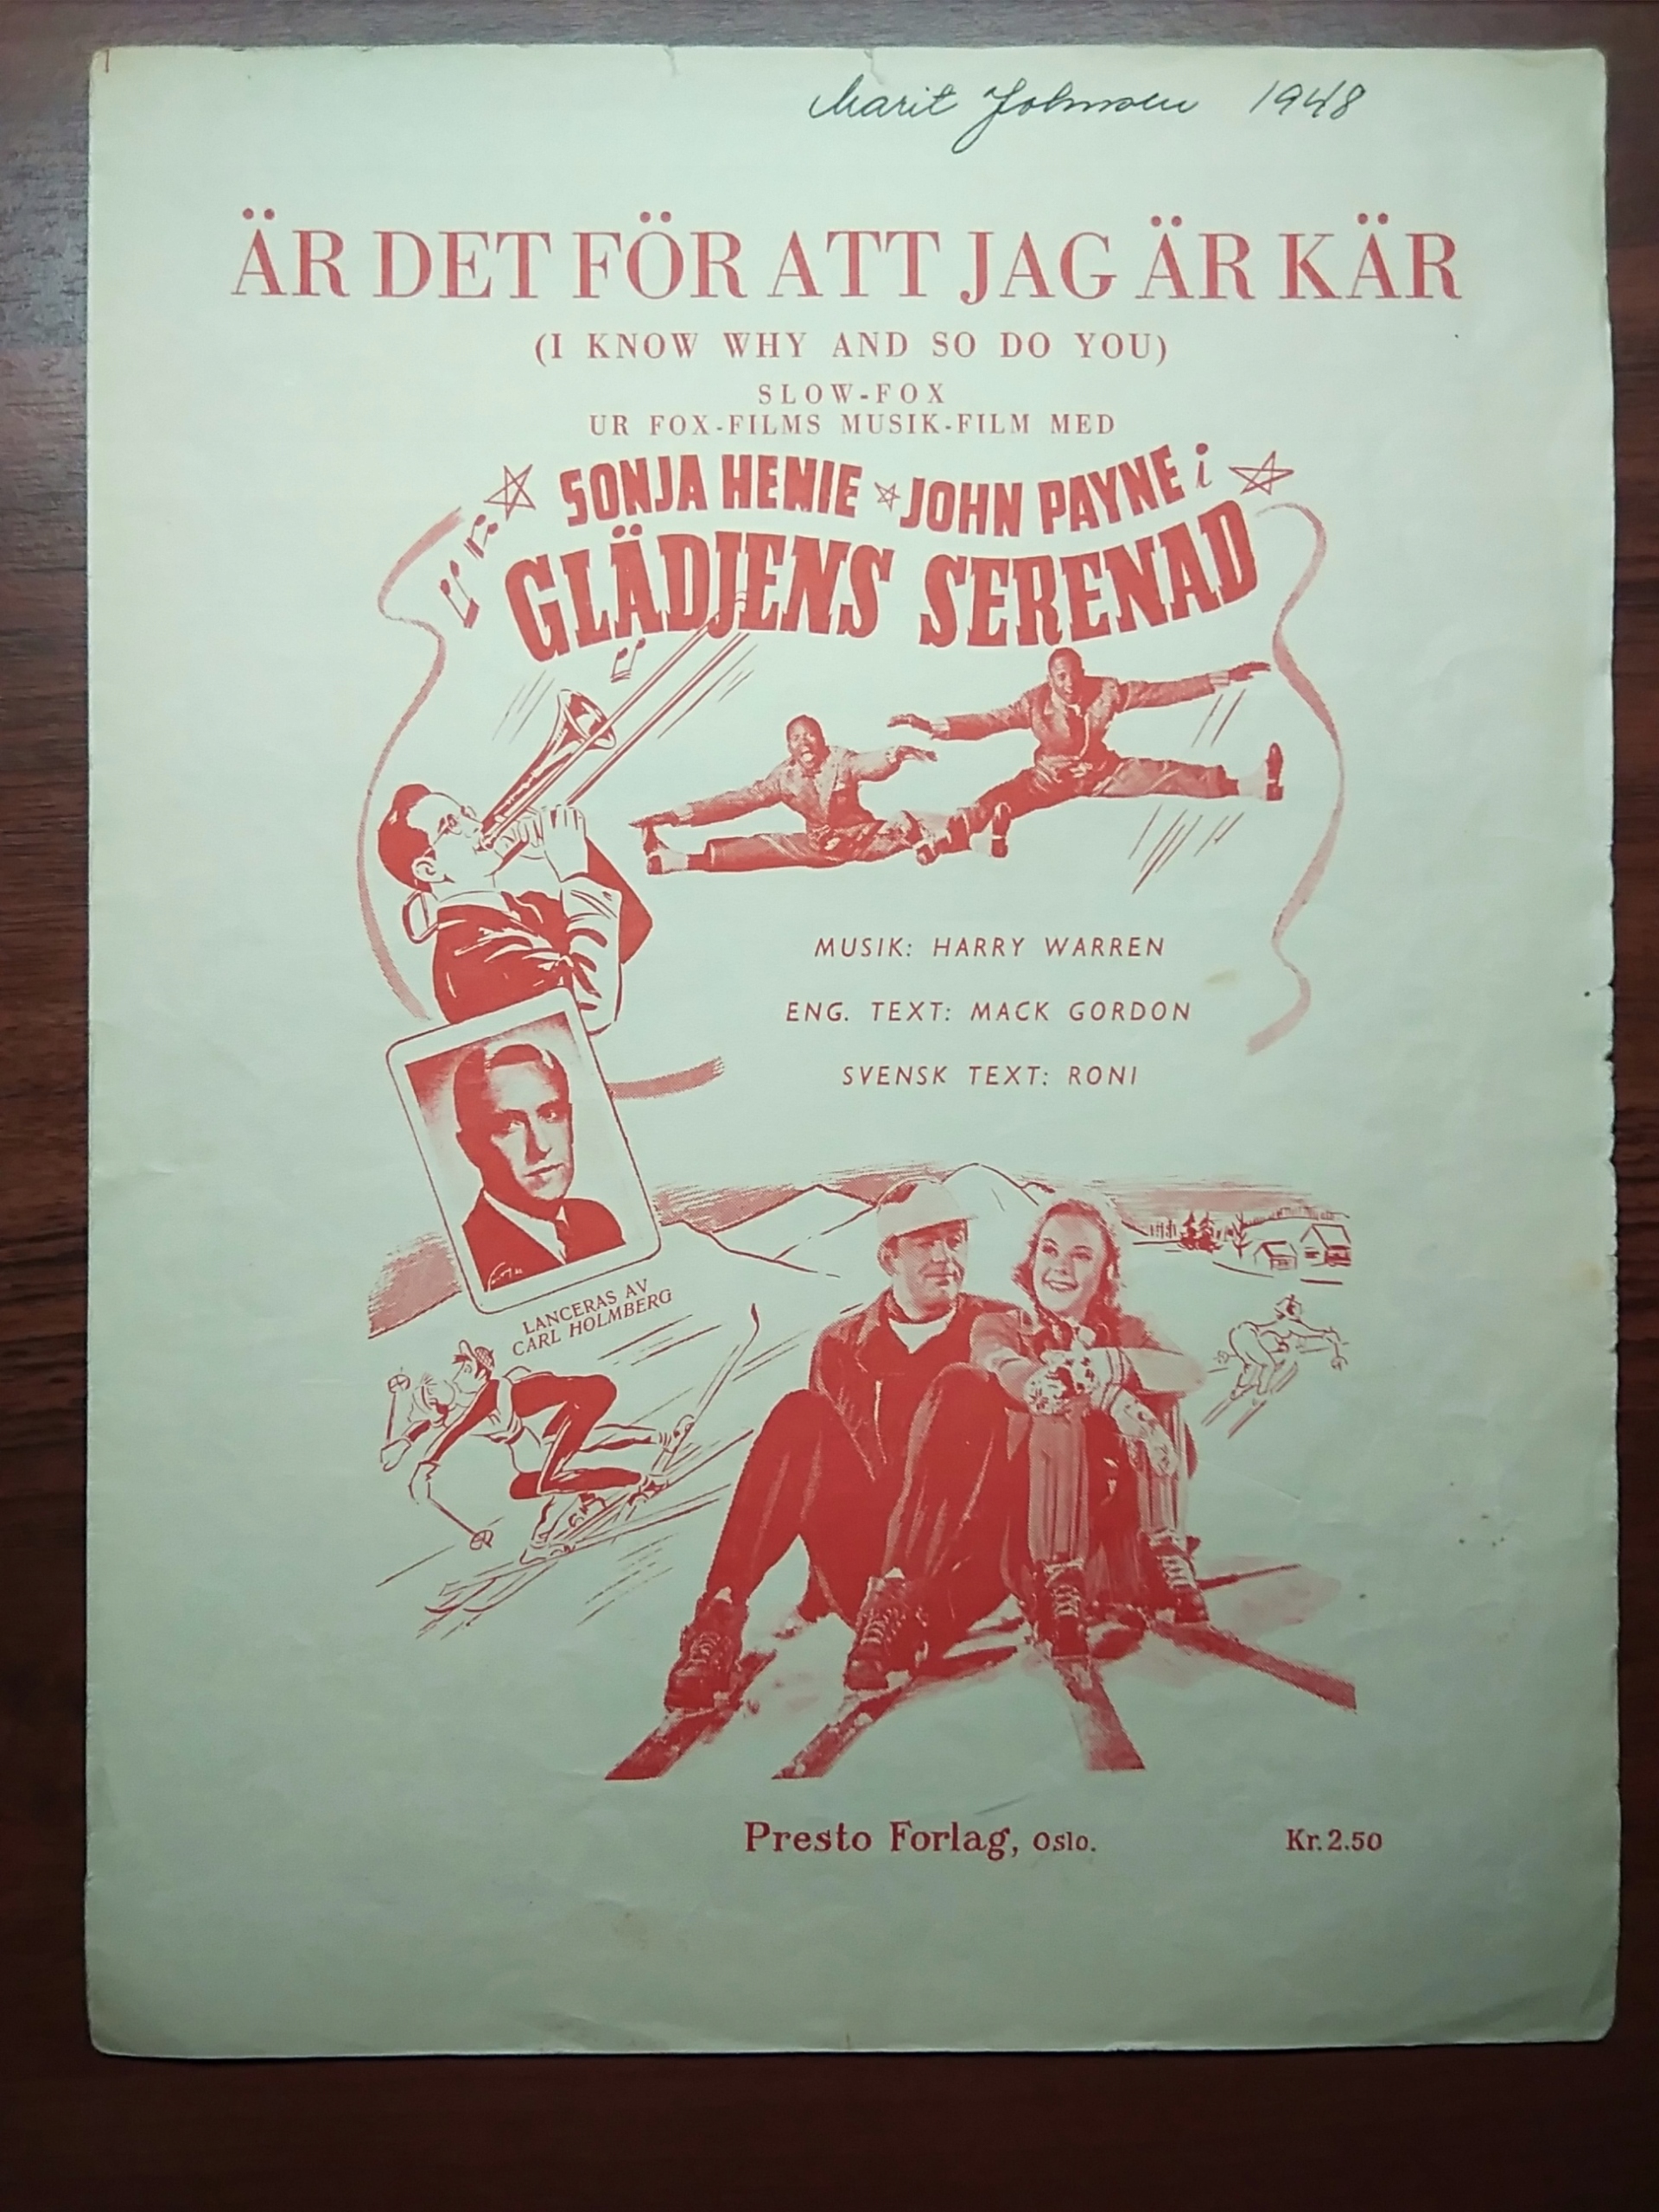 Marit Johnsen 1948
ÄR DET FÖR ATT JAG ÄR KÄR
(I KNOW WHY AND SO DO YOU)
SLOW-FOX
UR FOX-FILMS MUSIK-FILM MED
SONJA HENIE JOHN PAYNE i
GLÄDJENS SERENAD
MUSIK: HARRY WARREN
ENG. TEXT: MACK GORDON
SVENSK TEXT: RONI
LANCERAS AV
CARL HOLMBERG
Presto Forlag, Oslo. Kr. 2.50